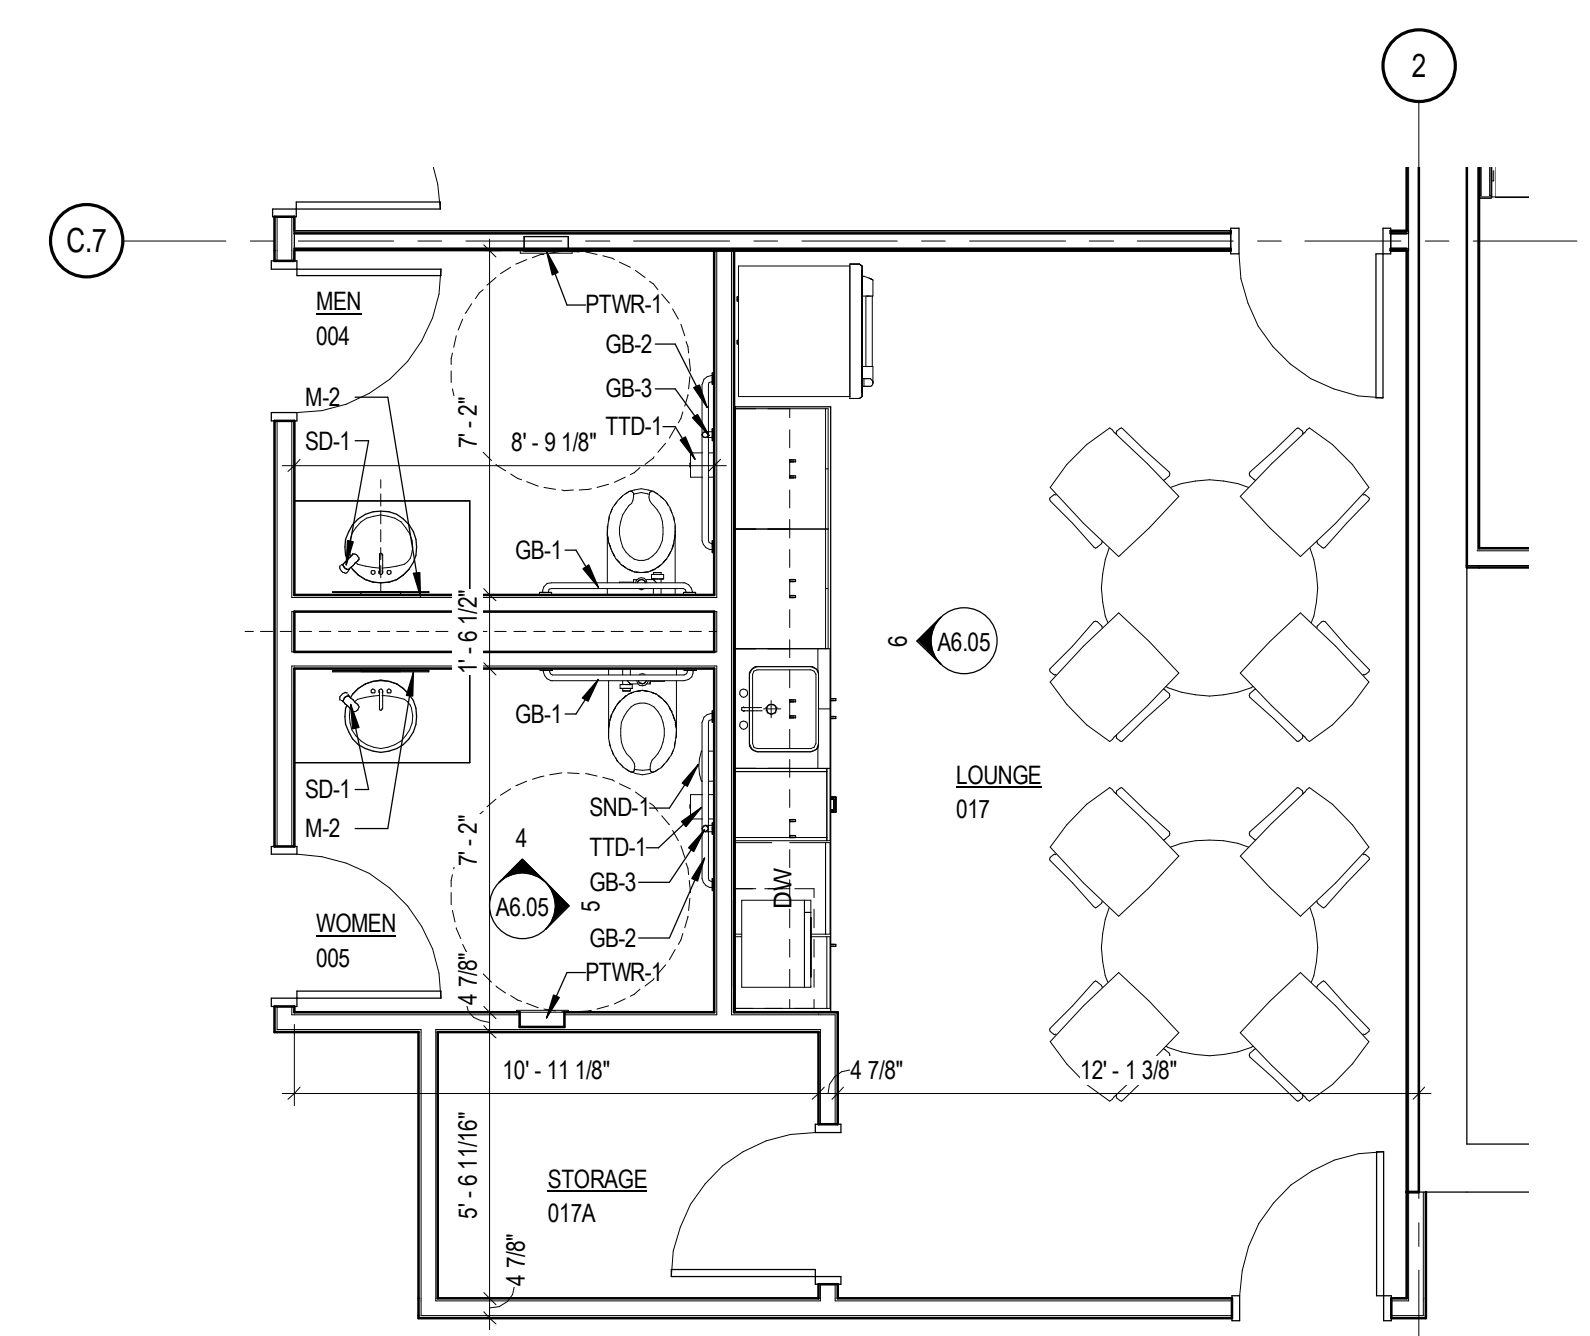 2
C.7
MEN
004
PTWR-1
GB-2
GB-3
TTD-1
M-2
SD-1
7' - 2"
8' - 9 1/8"
GB-1
1' - 6 1/2"
6
A6.05
GB-1
LOUNGE
017
SD-1
M-2
SND-1
TTD-1
GB-3
GB-2
PTWR-1
7' - 2"
4
A6.05
5
DW
WOMEN
005
4 7/8"
10' - 11 1/8"
4 7/8"
12' - 1 3/8"
5' - 6 11/16"
STORAGE
017A
4 7/8"